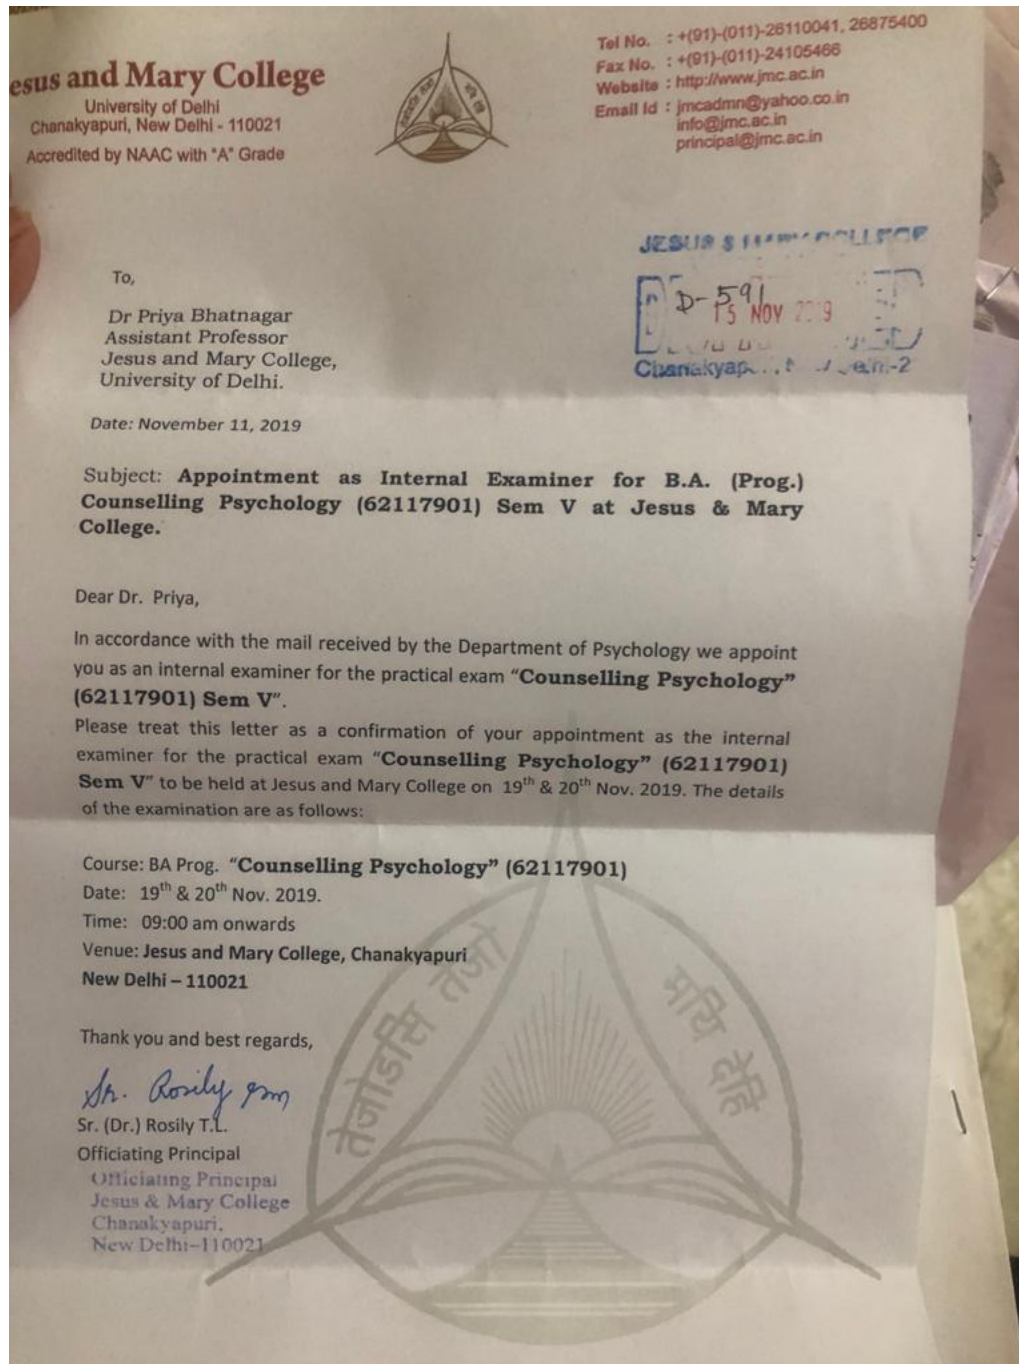 esus and Mary College
University of Delhi
Chanakyapuri, New Delhi - 110021
Accredited by NAAC with "A" Grade
Tel No. : +(91)-(011)-26110041, 26875400
Fax No. : +(91)-(011)-24105466
Website : http://www.jmc.ac.in
Email Id : jmcadmn@yahoo.co.in
info@jmc.ac.in
principal@jmc.ac.in
JESUS & MARY COLLEGE
D-591
15 NOV 2019
To,
Dr Priya Bhatnagar
Assistant Professor
Jesus and Mary College,
University of Delhi.
Date: November 11, 2019
Subject: Appointment as Internal Examiner for B.A. (Prog.)
Counselling Psychology (62117901) Sem V at Jesus & Mary
College.
Dear Dr. Priya,
In accordance with the mail received by the Department of Psychology we appoint
you as an internal examiner for the practical exam “Counselling Psychology”
(62117901) Sem V”.
Please treat this letter as a confirmation of your appointment as the internal
examiner for the practical exam “Counselling Psychology” (62117901)
Sem V” to be held at Jesus and Mary College on 19th & 20th Nov. 2019. The details
of the examination are as follows:
Course: BA Prog. “Counselling Psychology” (62117901)
Date: 19th & 20th Nov. 2019.
Time: 09:00 am onwards
Venue: Jesus and Mary College, Chanakyapuri
New Delhi – 110021
तेजोऽसि तेजो मयि देहि
Thank you and best regards,
Sr. Rosily
Sr. (Dr.) Rosily T.L.
Officiating Principal
Officiating Principal
Jesus & Mary College
Chanakyapuri,
New Delhi-110021